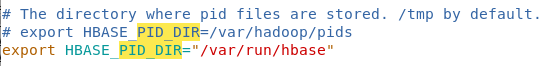 # The directory where pid files are stored. /tmp by default.
# export HBASE_PID_DIR=/var/hadoop/pids
export HBASE_PID_DIR="/var/run/hbase"